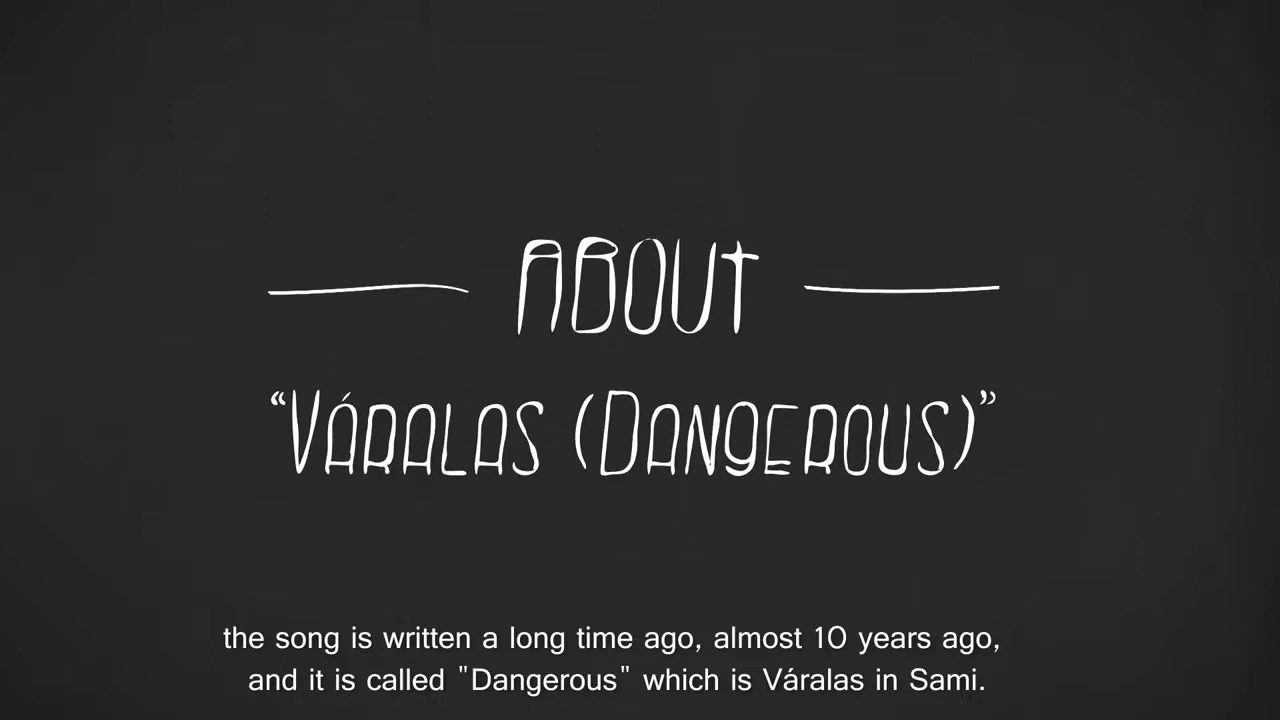 ABOUT
“VÁRALAS (DANGEROUS)”
the song is written a long time ago, almost 10 years ago,
and it is called "Dangerous" which is Váralas in Sami.